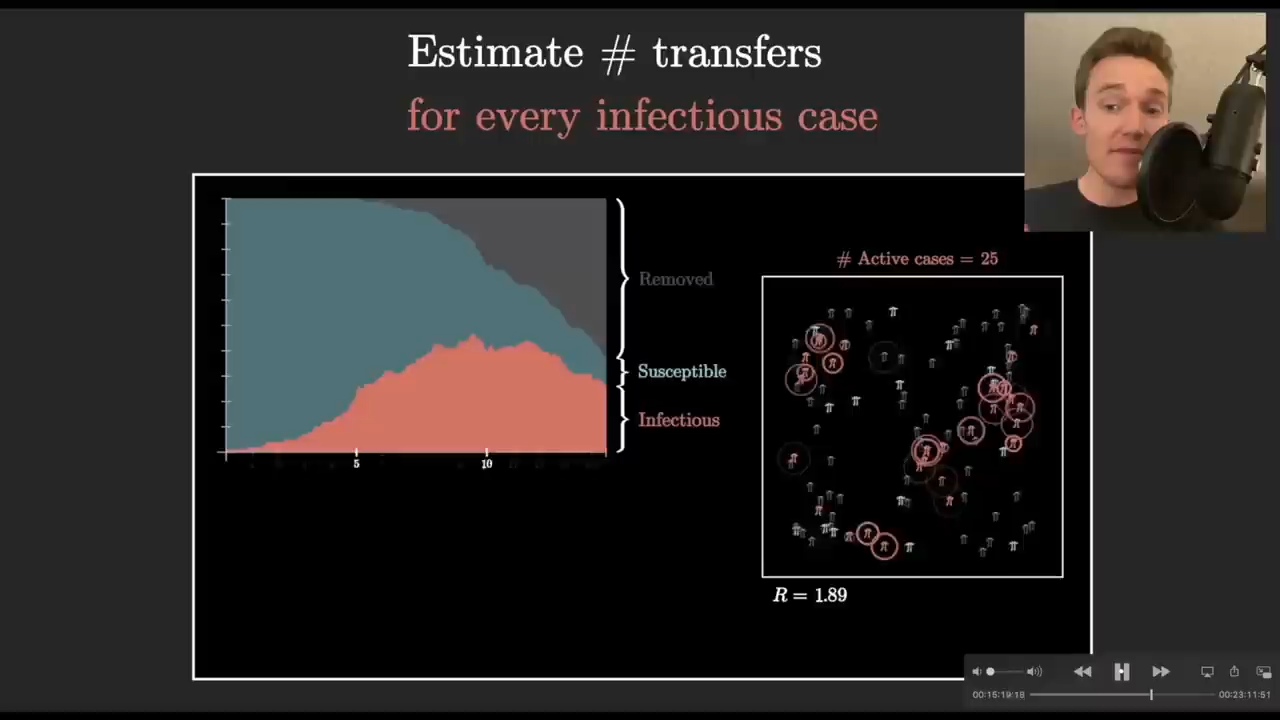 Estimate # transfers
for every infectious case
# Active cases = 25
Removed
Susceptible
Infectious
5
10
R = 1.89
00:15:19:18
00:23:11:51